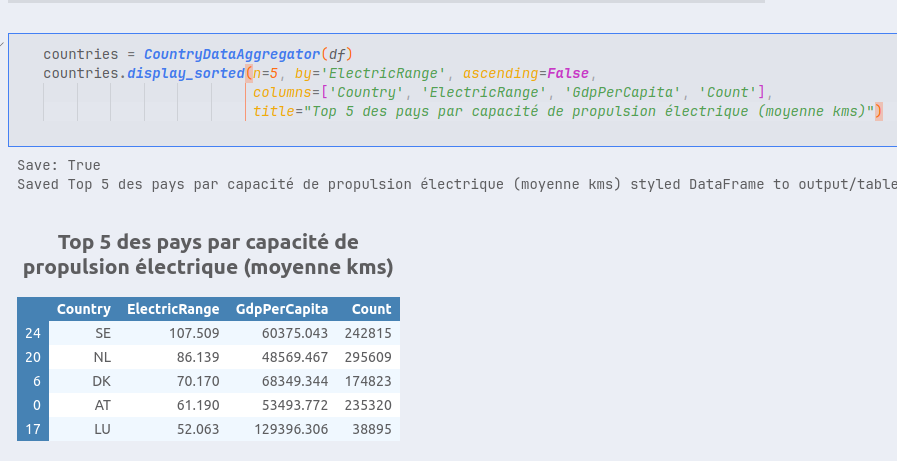 countries = CountryDataAggregator(df)
countries.display_sorted(n=5, by='ElectricRange', ascending=False,
columns=['Country', 'ElectricRange', 'GdpPerCapita', 'Count'],
title="Top 5 des pays par capacité de propulsion électrique (moyenne kms)")
Save: True
Saved Top 5 des pays par capacité de propulsion électrique (moyenne kms) styled DataFrame to output/table
Top 5 des pays par capacité de
propulsion électrique (moyenne kms)
Country ElectricRange GdpPerCapita Count
24 SE 107.509 60375.043 242815
20 NL 86.139 48569.467 295609
6 DK 70.170 68349.344 174823
0 AT 61.190 53493.772 235320
17 LU 52.063 129396.306 38895